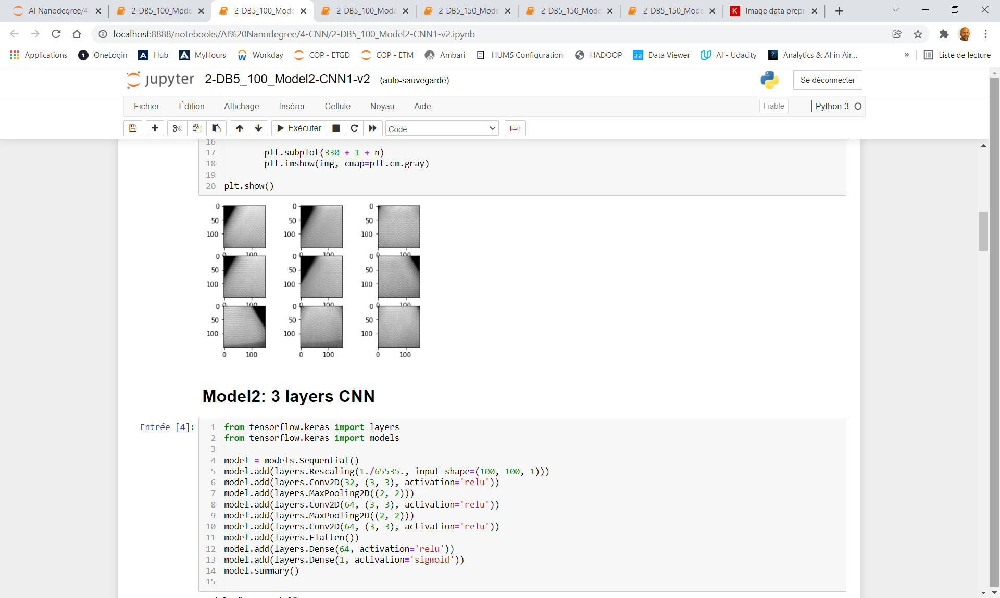 AI Nanodegree/4-
2-DB5_100_Mode
2-DB5_100_Mode
2-DB5_100_Mode
2-DB5_150_Mode
2-DB5_150_Mode
2-DB5_150_Mode
K Image data prepr
localhost:8888/notebooks/AI%20Nanodegree/4-CNN/2-DB5_100_Model2-CNN1-v2.ipynb
Applications OneLogin Hub MyHours Workday COP - ETGD COP - ETM Ambari HUMS Configuration HADOOP Data Viewer AI - Udacity Analytics & AI in Air... » Liste de lecture
jupyter 2-DB5_100_Model2-CNN1-v2 (auto-sauvegardé) Se déconnecter
Fichier Édition Affichage Insérer Cellule Noyau Aide Fiable Python 3
Exécuter Code
16
17 plt.subplot(330 + 1 + n)
18 plt.imshow(img, cmap=plt.cm.gray)
19
20 plt.show()
0 0 0
50 50 50
100 100 100
0 100 0 100 0 100
0 0 0
50 50 50
100 100 100
0 100 0 100 0 100
0 0 0
50 50 50
100 100 100
0 100 0 100 0 100
Model2: 3 layers CNN
Entrée [4]:
1 from tensorflow.keras import layers
2 from tensorflow.keras import models
3
4 model = models.Sequential()
5 model.add(layers.Rescaling(1./65535., input_shape=(100, 100, 1)))
6 model.add(layers.Conv2D(32, (3, 3), activation='relu'))
7 model.add(layers.MaxPooling2D((2, 2)))
8 model.add(layers.Conv2D(64, (3, 3), activation='relu'))
9 model.add(layers.MaxPooling2D((2, 2)))
10 model.add(layers.Conv2D(64, (3, 3), activation='relu'))
11 model.add(layers.Flatten())
12 model.add(layers.Dense(64, activation='relu'))
13 model.add(layers.Dense(1, activation='sigmoid'))
14 model.summary()
15